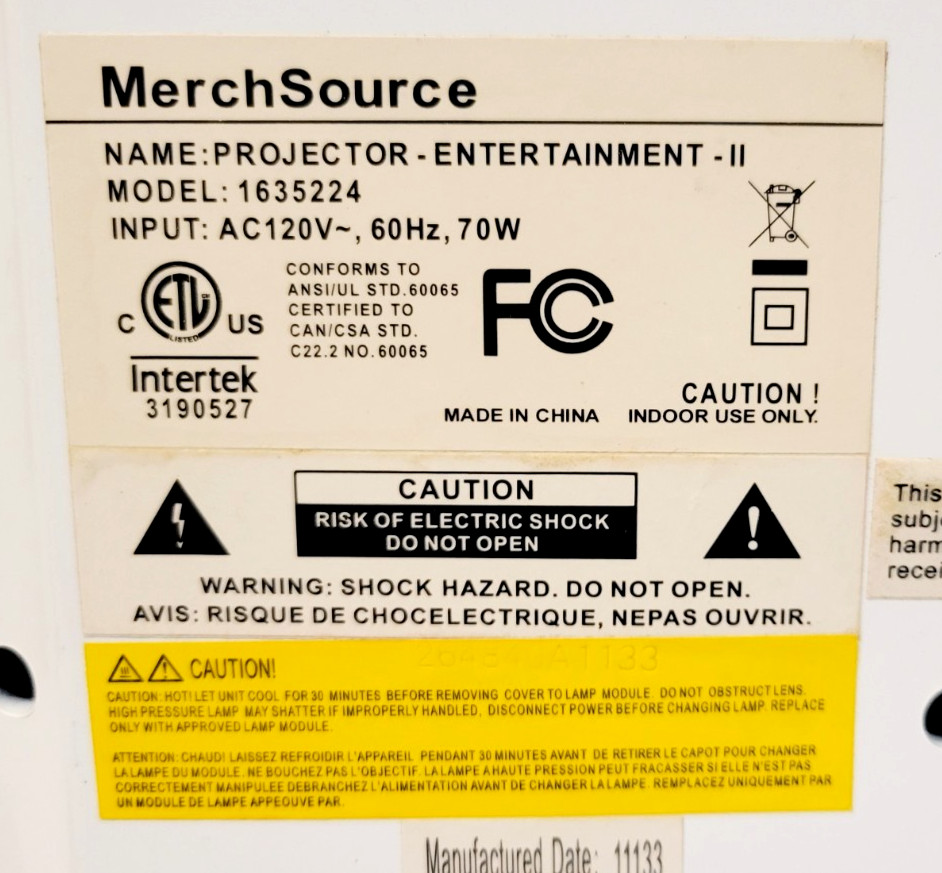 MerchSource
NAME:PROJECTOR - ENTERTAINMENT - II
MODEL: 1635224
INPUT: AC120V~, 60Hz, 70W
C ETL US
LISTED
Intertek
3190527
CONFORMS TO
ANSI/UL STD.60065
CERTIFIED TO
CAN/CSA STD.
C22.2 NO.60065
FC
CAUTION !
MADE IN CHINA INDOOR USE ONLY.
CAUTION
RISK OF ELECTRIC SHOCK
DO NOT OPEN
WARNING: SHOCK HAZARD. DO NOT OPEN.
AVIS: RISQUE DE CHOCELECTRIQUE, NEPAS OUVRIR.
This
subj
harm
recei
CAUTION!
A1133
CAUTION: HOT! LET UNIT COOL FOR 30 MINUTES BEFORE REMOVING COVER TO LAMP MODULE. DO NOT OBSTRUCT LENS.
HIGH PRESSURE LAMP MAY SHATTER IF IMPROPERLY HANDLED, DISCONNECT POWER BEFORE CHANGING LAMP. REPLACE
ONLY WITH APPROVED LAMP MODULE.
ATTENTION: CHAUD! LAISSEZ REFROIDIR L'APPAREIL PENDANT 30 MINUTES AVANT DE RETIRER LE CAPOT POUR CHANGER
LA LAMPE DU MODULE. NE BOUCHEZ PAS L'OBJECTIF. LA LAMPE A HAUTE PRESSION PEUT FRACASSER SI ELLE N'EST PAS
CORRECTEMENT MANIPULEE DEBRANCHEZ L'ALIMENTATION AVANT DE CHANGER LA LAMPE. REMPLACEZ UNIQUEMENT PAR
UN MODULE DE LAMPE APPEOUVE PAR.
Manufactured Date: 11133